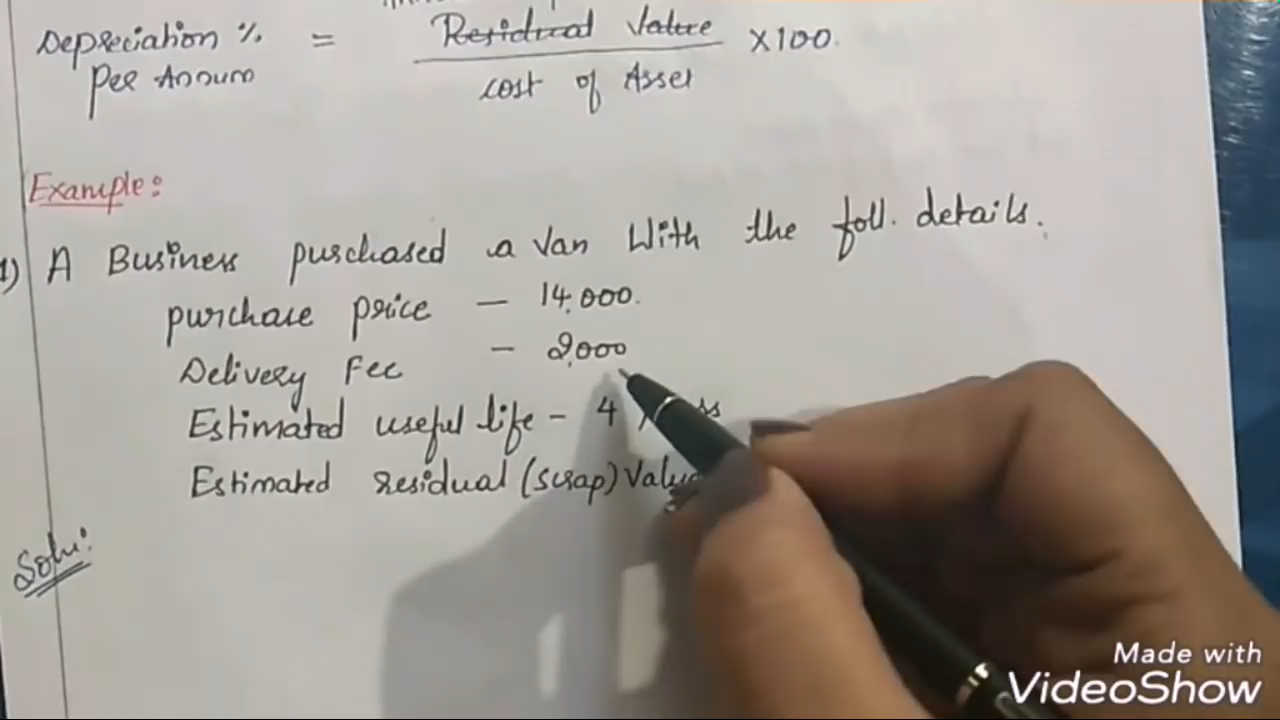 Depreciation % = Residual Value X100.
Per Annum cost of Asset
Example:
1) A Business purchased a Van With the foll. details.
purchase price - 14,000.
Delivery Fee - 2,000
Estimated useful life - 4
Estimated residual (scrap) Value
Soln:
Made with
VideoShow